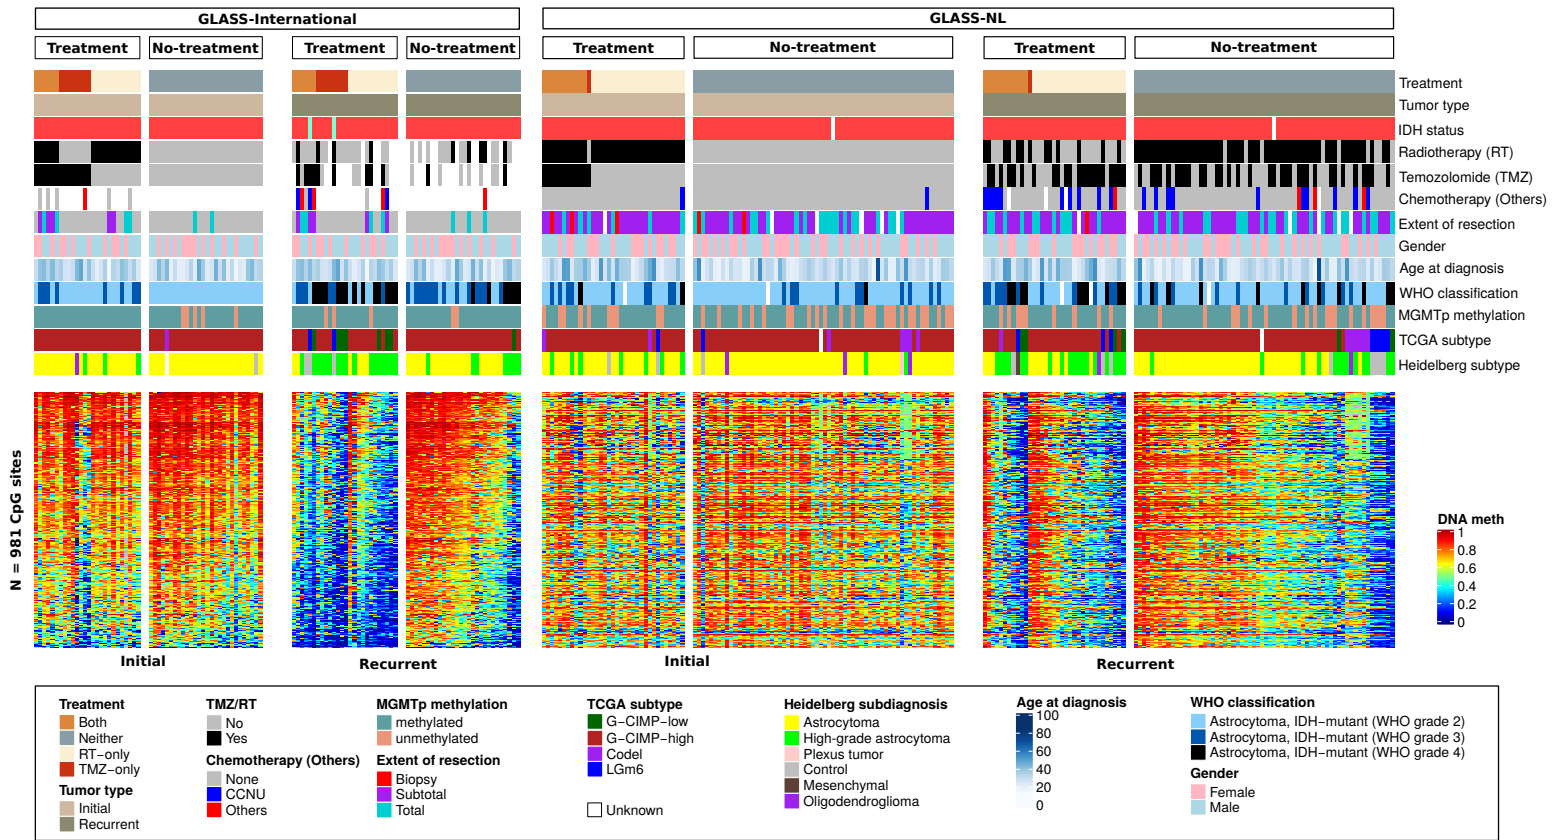 GLASS-International
GLASS-NL
Treatment
No-treatment
Treatment
No-treatment
Treatment
No-treatment
Treatment
No-treatment
Treatment
Tumor type
IDH status
Radiotherapy (RT)
Temozolomide (TMZ)
Chemotherapy (Others)
Extent of resection
Gender
Age at diagnosis
WHO classification
MGMTp methylation
TCGA subtype
Heidelberg subtype
N = 981 CpG sites
DNA meth
1
0.8
0.6
0.4
0.2
0
Initial
Recurrent
Initial
Recurrent
Treatment
Both
Neither
RT−only
TMZ−only
Tumor type
Initial
Recurrent
TMZ/RT
No
Yes
Chemotherapy (Others)
None
CCNU
Others
MGMTp methylation
methylated
unmethylated
Extent of resection
Biopsy
Subtotal
Total
TCGA subtype
G−CIMP−low
G−CIMP−high
Codel
LGm6
Unknown
Heidelberg subdiagnosis
Astrocytoma
High−grade astrocytoma
Plexus tumor
Control
Mesenchymal
Oligodendroglioma
Age at diagnosis
100
80
60
40
20
0
WHO classification
Astrocytoma, IDH−mutant (WHO grade 2)
Astrocytoma, IDH−mutant (WHO grade 3)
Astrocytoma, IDH−mutant (WHO grade 4)
Gender
Female
Male